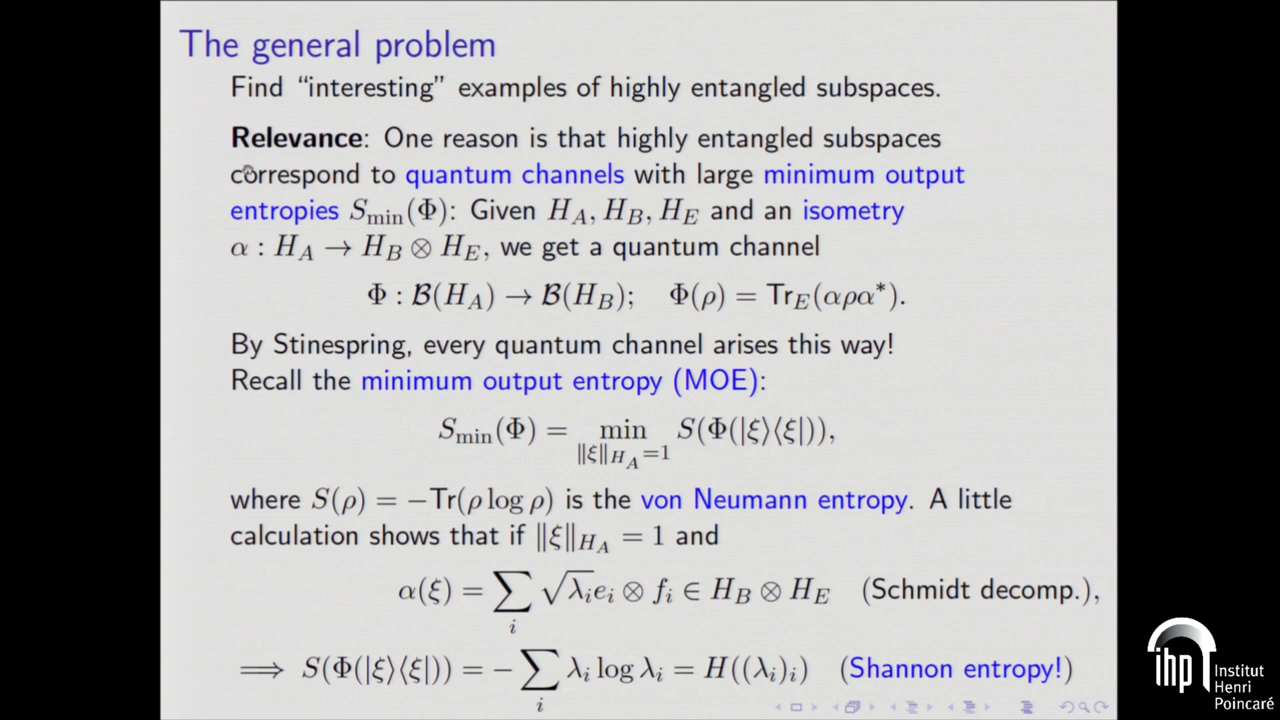 The general problem
Find “interesting” examples of highly entangled subspaces.
Relevance: One reason is that highly entangled subspaces
correspond to quantum channels with large minimum output
entropies S_min(Φ): Given H_A, H_B, H_E and an isometry
α : H_A → H_B ⊗ H_E, we get a quantum channel
Φ : B(H_A) → B(H_B); Φ(ρ) = Tr_E(αρα*).
By Stinespring, every quantum channel arises this way!
Recall the minimum output entropy (MOE):
S_min(Φ) = min_{‖ξ‖_{H_A}=1} S(Φ(|ξ⟩⟨ξ|)),
where S(ρ) = −Tr(ρ log ρ) is the von Neumann entropy. A little
calculation shows that if ‖ξ‖_{H_A} = 1 and
α(ξ) = ∑_i √λ_i e_i ⊗ f_i ∈ H_B ⊗ H_E (Schmidt decomp.),
⟹ S(Φ(|ξ⟩⟨ξ|)) = −∑_i λ_i log λ_i = H((λ_i)_i) (Shannon entropy!)
ihp
Institut
Henri
Poincaré